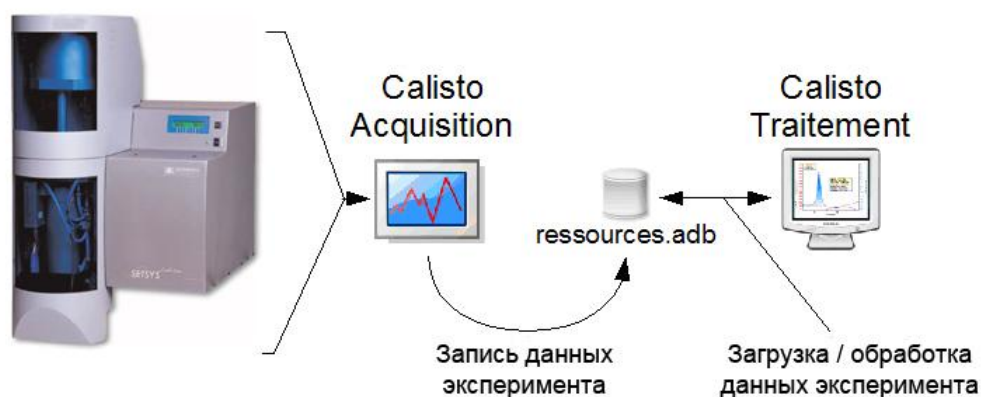 Calisto
Acquisition
Calisto
Traitement
ressources.adb
SETSYS
Запись данных
эксперимента
Загрузка / обработка
данных эксперимента